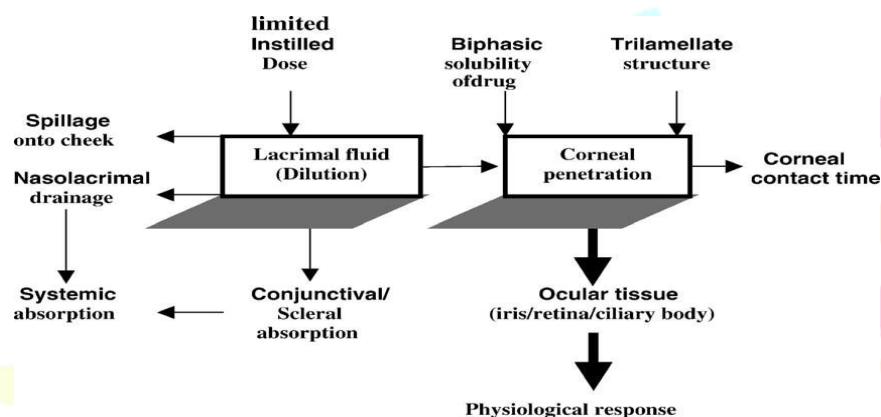 limited
Instilled
Dose
Biphasic
solubility
ofdrug
Trilamellate
structure
Spillage
onto cheek
Lacrimal fluid
(Dilution)
Corneal
penetration
Corneal
contact time
Nasolacrimal
drainage
Systemic
absorption
Conjunctival/
Scleral
absorption
Ocular tissue
(iris/retina/ciliary body)
Physiological response